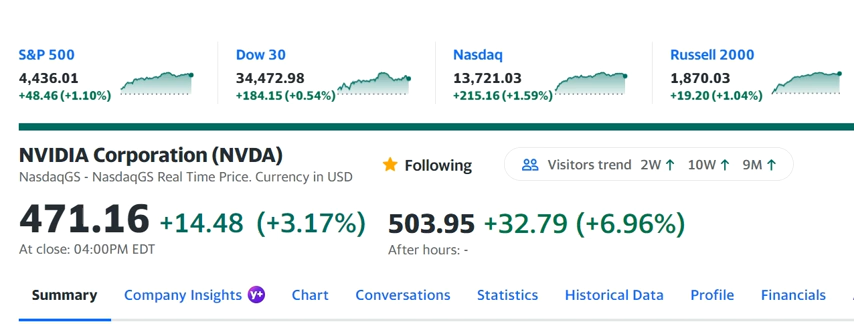 S&P 500 Dow 30 Nasdaq Russell 2000
4,436.01 34,472.98 13,721.03 1,870.03
+48.46 (+1.10%) +184.15 (+0.54%) +215.16 (+1.59%) +19.20 (+1.04%)
NVIDIA Corporation (NVDA)
NasdaqGS - NasdaqGS Real Time Price. Currency in USD
Following
Visitors trend 2W ↑ 10W ↑ 9M ↑
471.16 +14.48 (+3.17%) 503.95 +32.79 (+6.96%)
At close: 04:00PM EDT After hours: -
Summary Company Insights Y+ Chart Conversations Statistics Historical Data Profile Financials